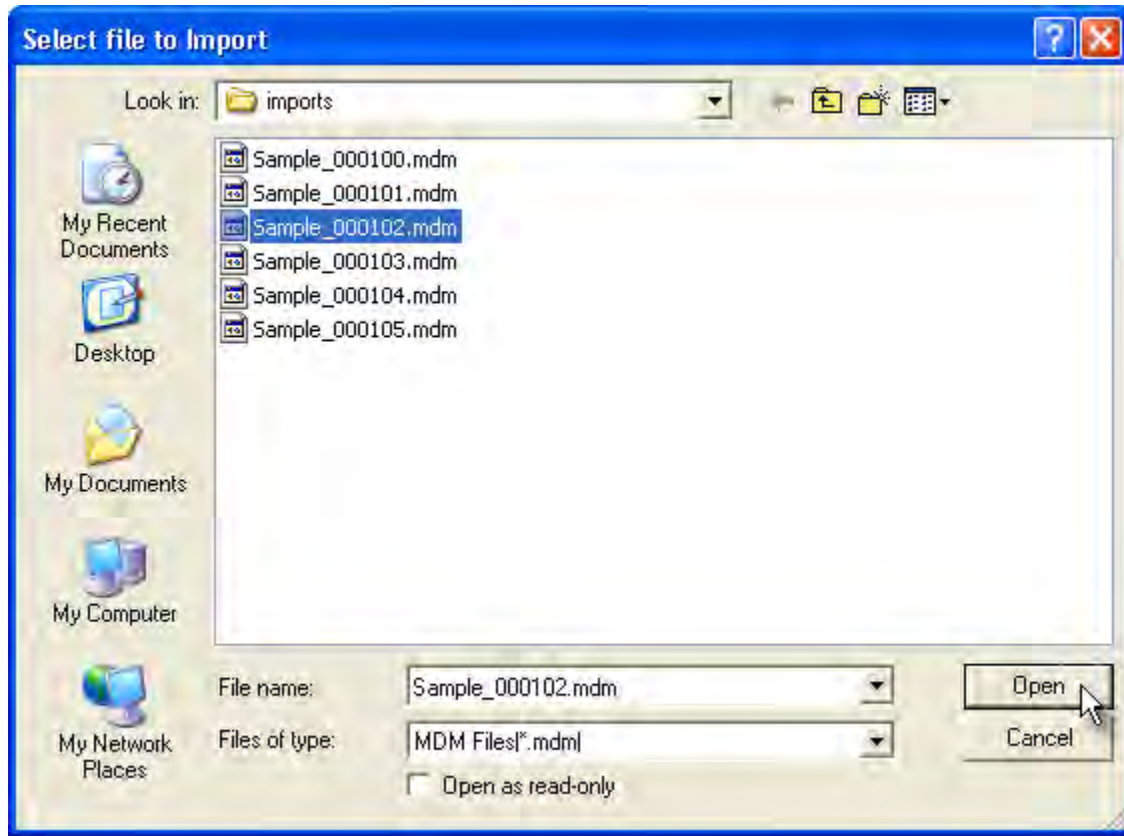 Select file to Import
Look in: imports
Sample_000100.mdm
Sample_000101.mdm
Sample_000102.mdm
Sample_000103.mdm
Sample_000104.mdm
Sample_000105.mdm
My Recent
Documents
Desktop
My Documents
My Computer
My Network
Places
File name: Sample_000102.mdm Open
Files of type: MDM Files|*.mdm| Cancel
Open as read-only